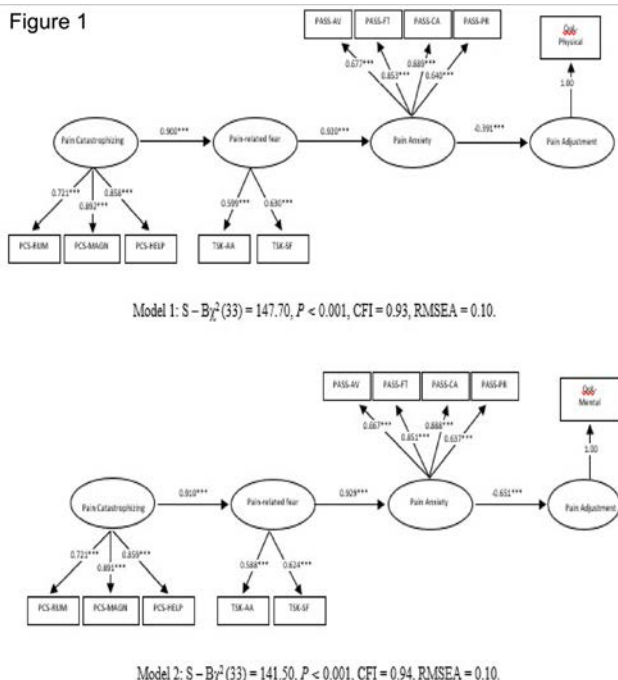 Figure 1
PASS-AV PASS-FT PASS-CA PASS-PR
QoL
Physical
0.677*** 0.853*** 0.889*** 0.640***
1.00
Pain Catastrophizing 0.900*** Pain-related fear 0.920*** Pain Anxiety -0.391*** Pain Adjustment
0.721*** 0.892*** 0.858***
0.599*** 0.630***
PCS-RUM PCS-MAGN PCS-HELP TSK-AA TSK-SF
Model 1: S – Bχ²(33) = 147.70, P < 0.001, CFI = 0.93, RMSEA = 0.10.
PASS-AV PASS-FT PASS-CA PASS-PR
QoL
Mental
0.667*** 0.851*** 0.888*** 0.637***
1.00
Pain Catastrophizing 0.910*** Pain-related fear 0.929*** Pain Anxiety -0.651*** Pain Adjustment
0.721*** 0.891*** 0.859***
0.588*** 0.624***
PCS-RUM PCS-MAGN PCS-HELP TSK-AA TSK-SF
Model 2: S – Bχ²(33) = 141.50, P < 0.001, CFI = 0.94, RMSEA = 0.10.